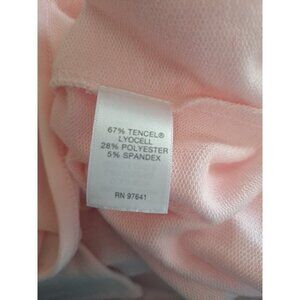 67% TENCEL®
LYOCELL
28% POLYESTER
5% SPANDEX
RN 97641